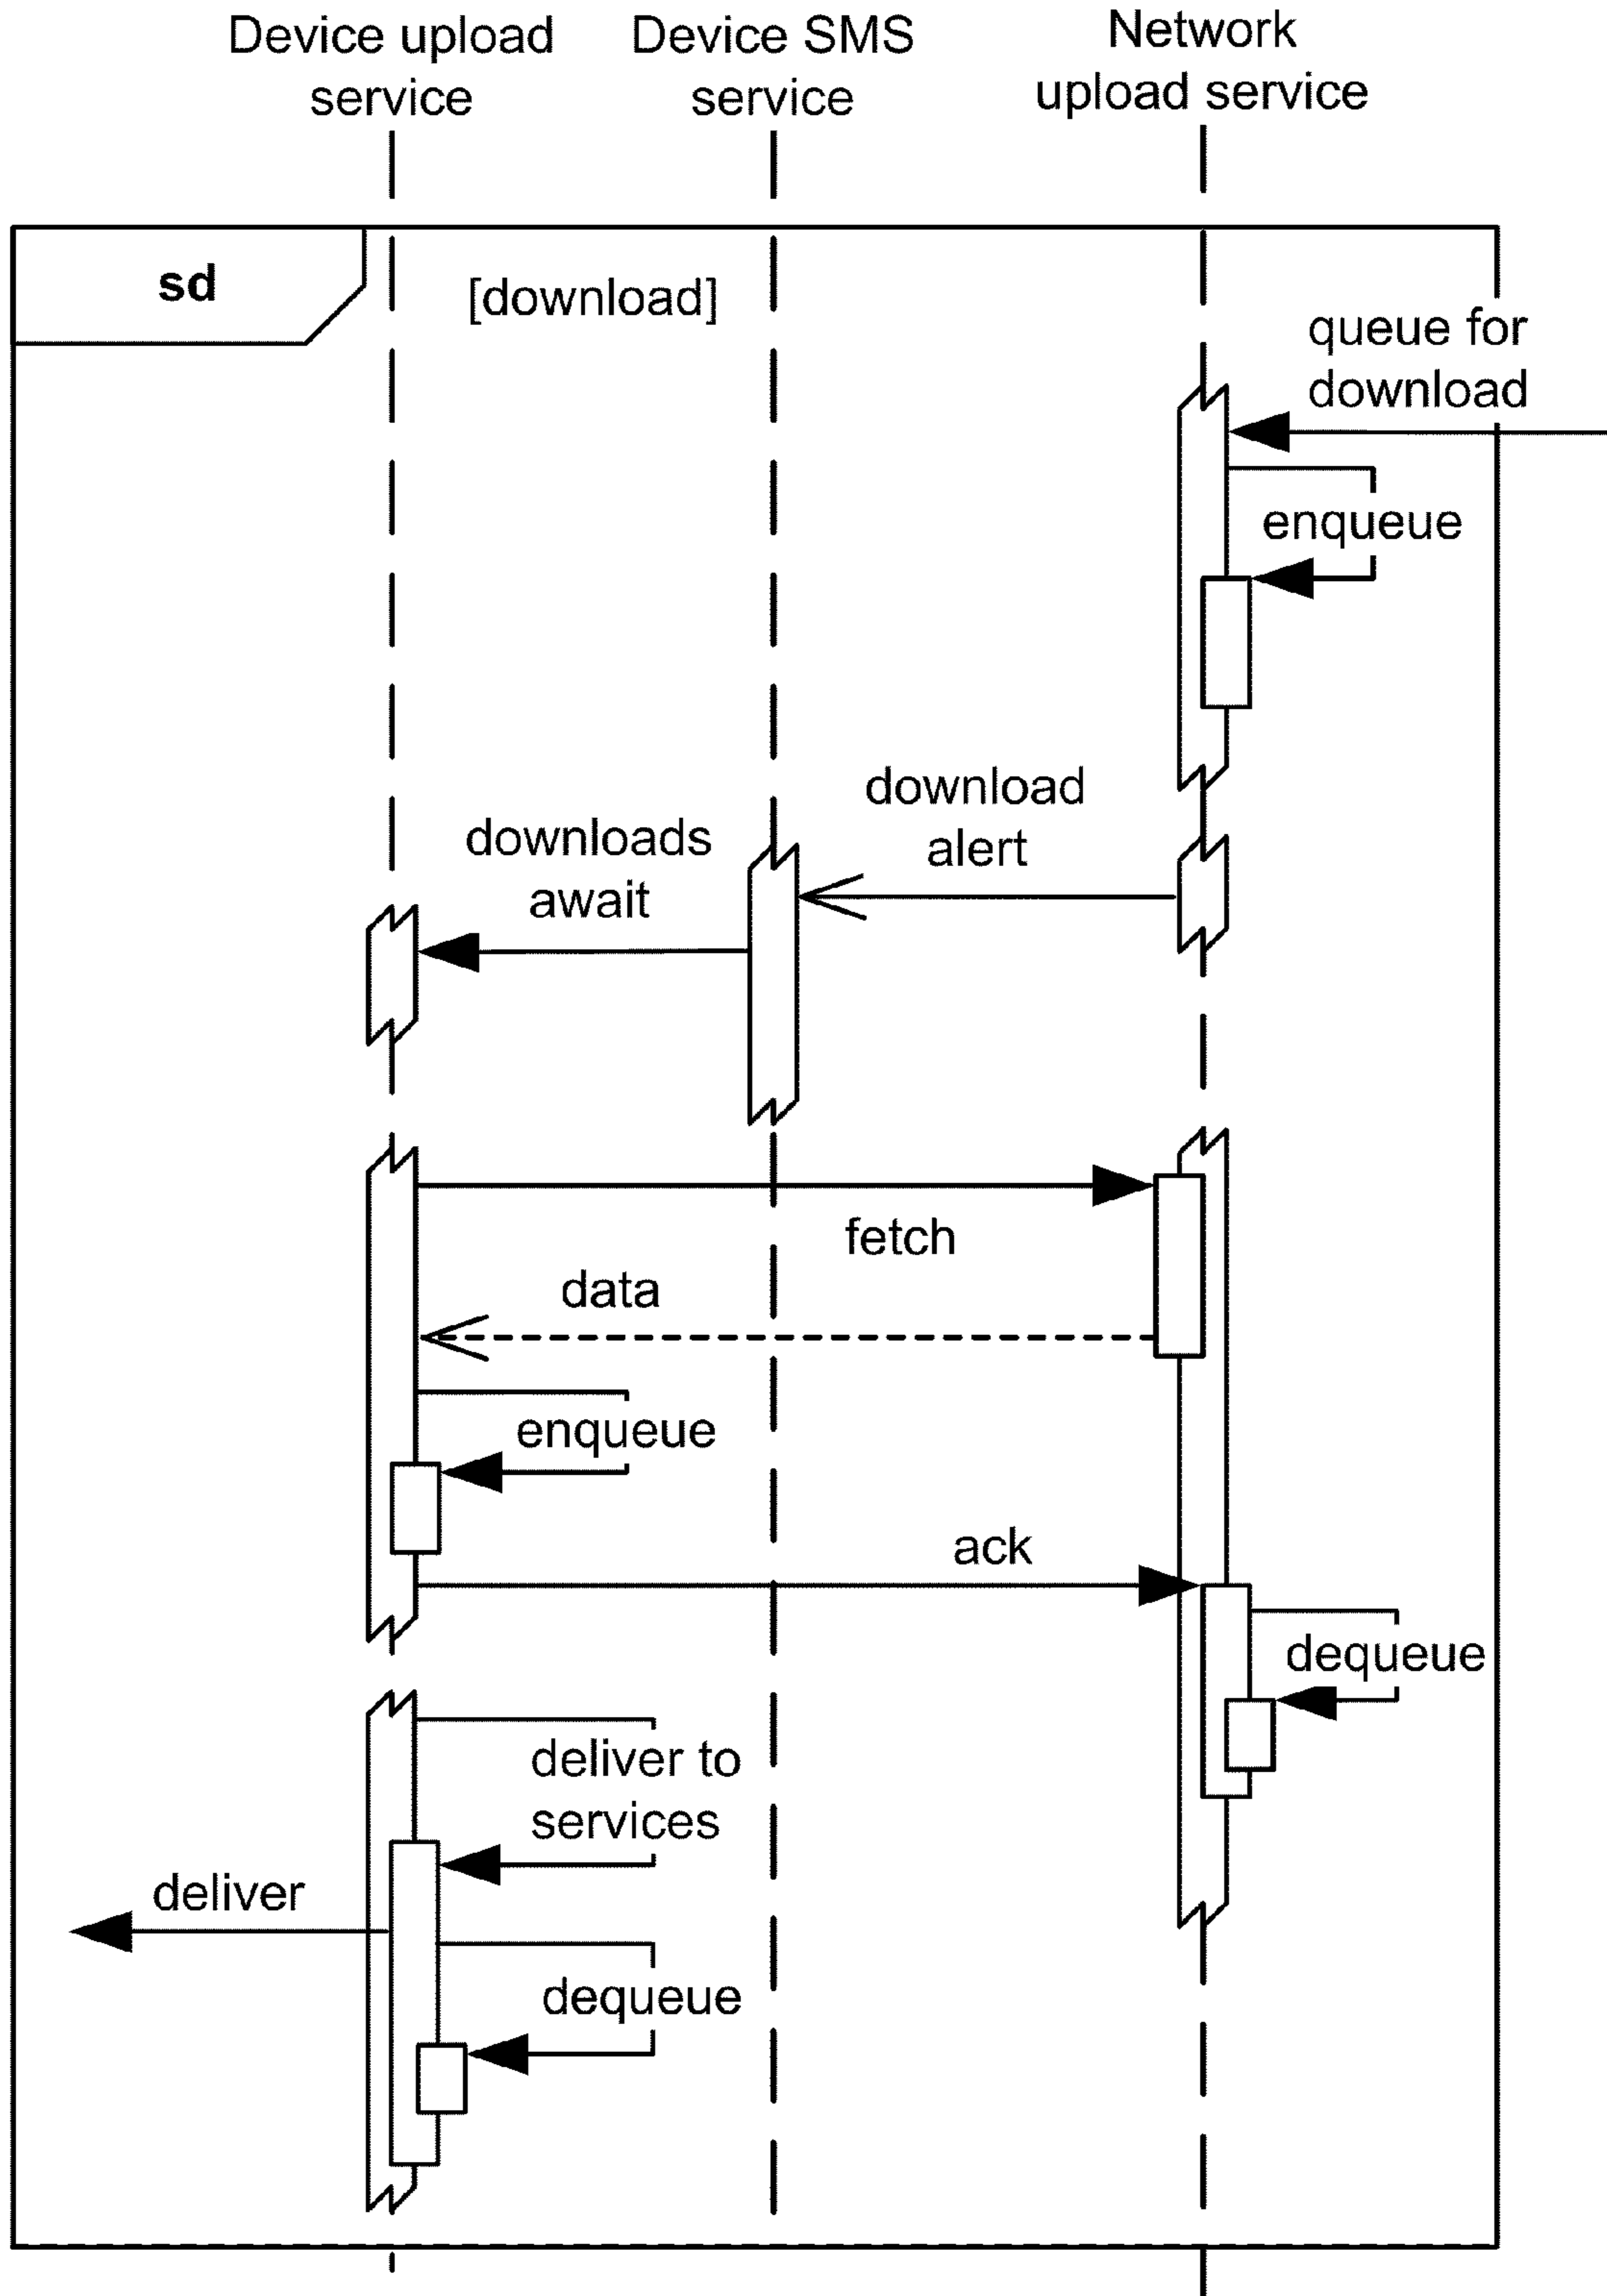 Device upload
service
Device SMS
service
Network
upload service
sd
[download]
queue for
download
enqueue
download
alert
downloads
await
fetch
data
enqueue
ack
dequeue
deliver to
services
deliver
dequeue